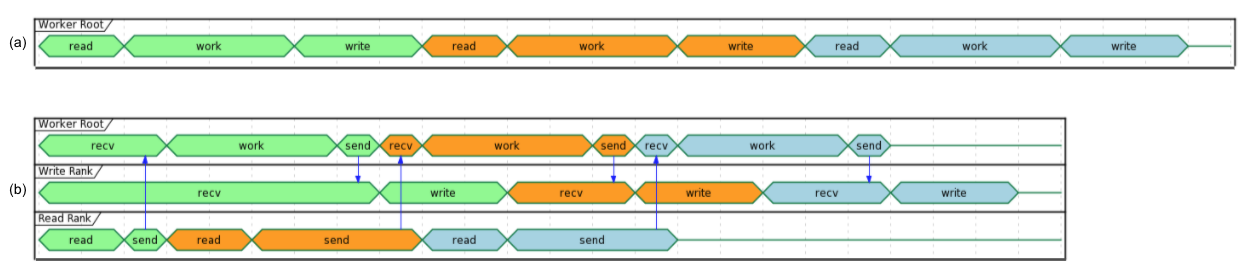 Worker Root
(a) read work write read work write read work write
Worker Root
recv work send recv work send recv work send
Write Rank
(b) recv write recv write recv write
Read Rank
read send read send read send